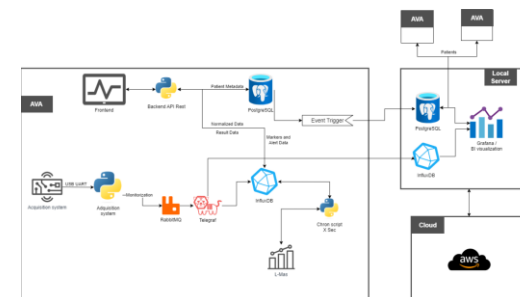 AVA
AVA
Patients
Local
Server
AVA
Frontend
Backend API Rest
Patient Metadata
PostgreSQL
Event Trigger
PostgreSQL
Grafana /
BI visualization
Normalized Data
Result Data
Markers and
Alert Data
InfluxDB
Acquisition system
USB UART
Adquisition
system
RabbitMQ
Telegraf
InfluxDB
Chron script
X Sec
L-Mac
Cloud
aws